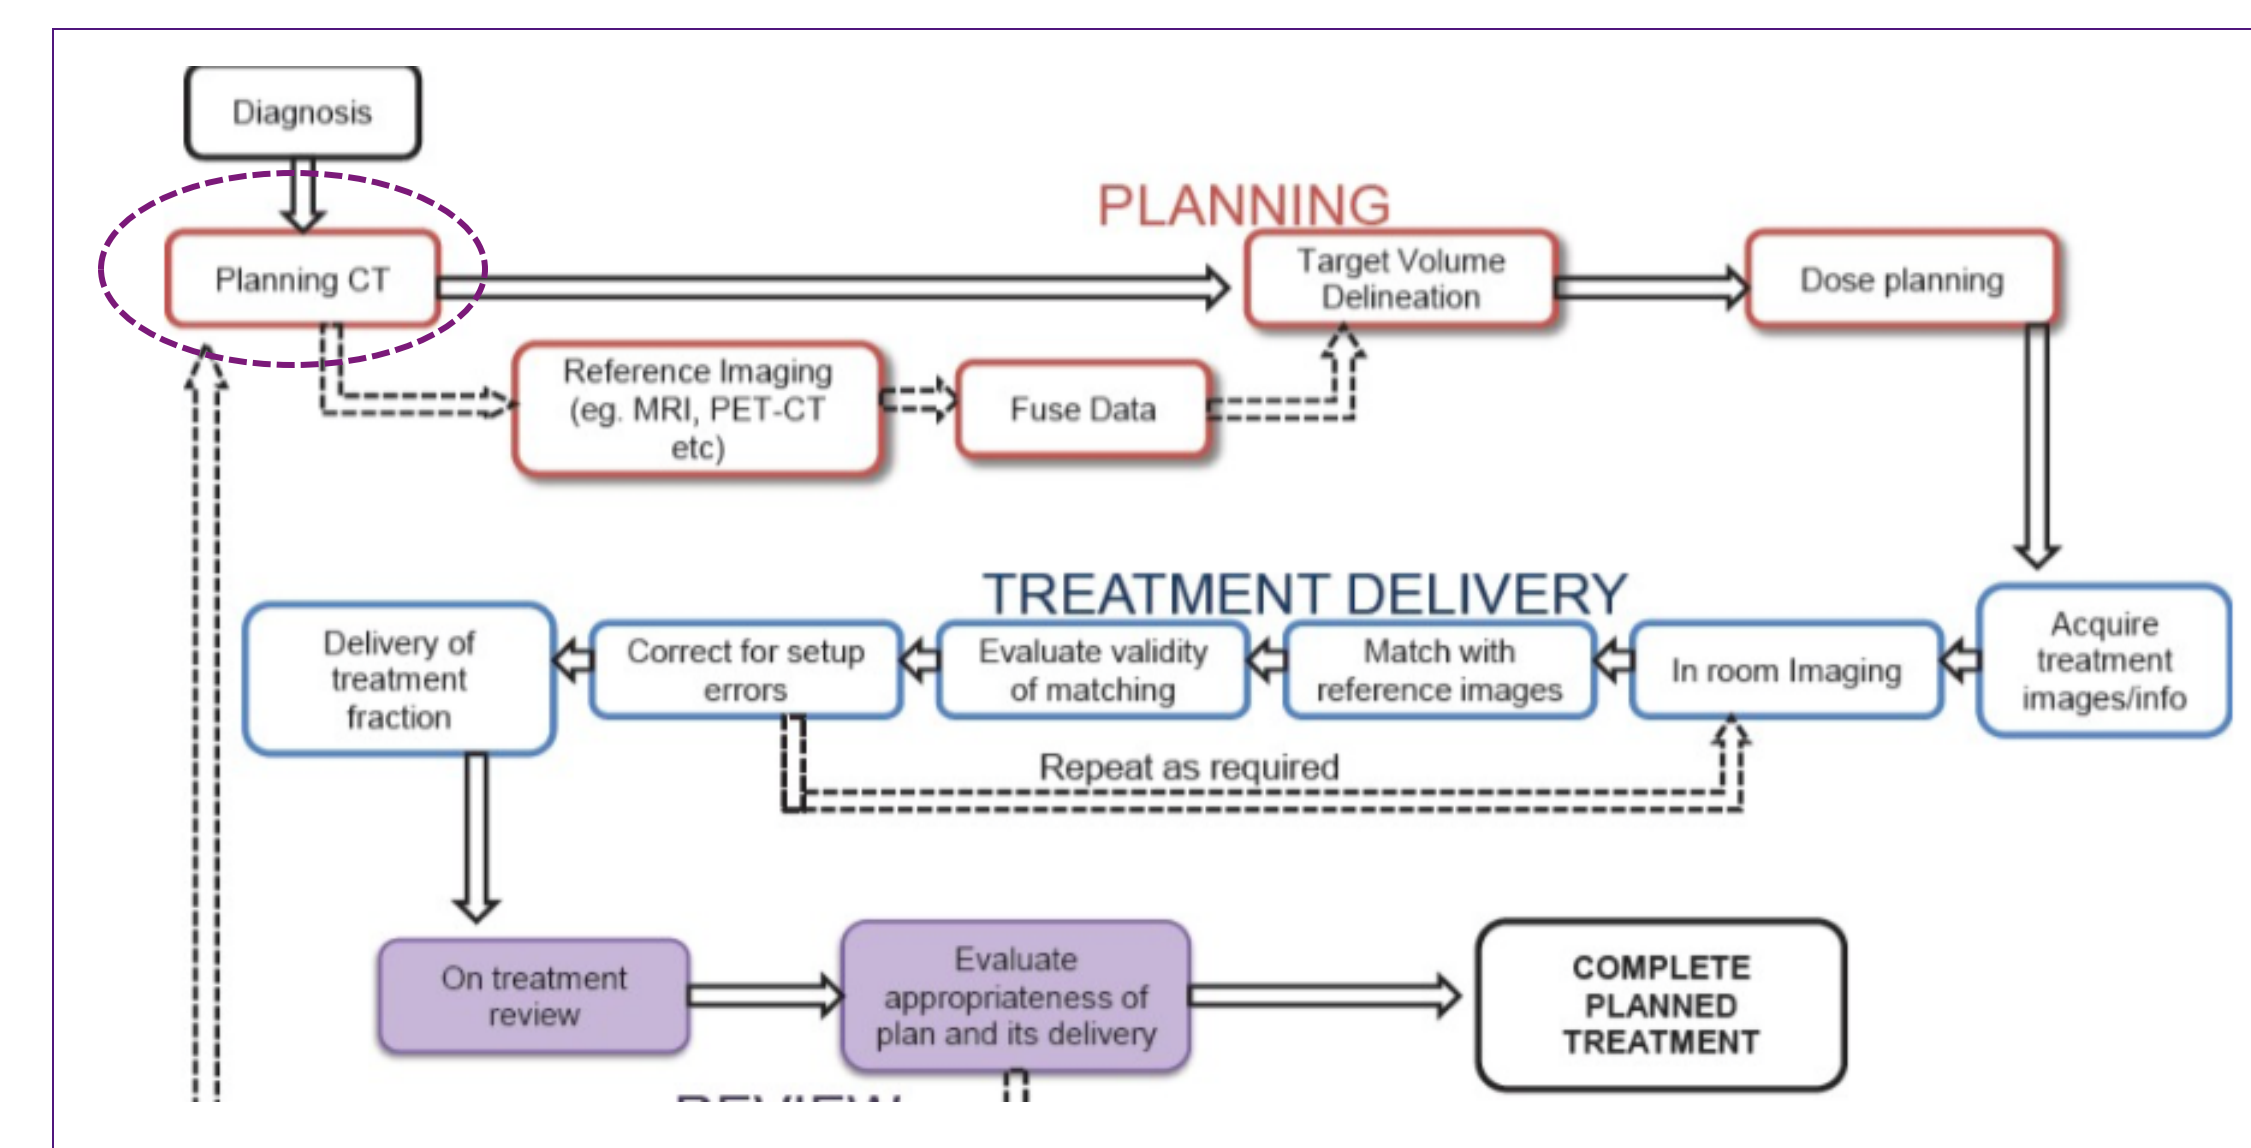 Diagnosis
PLANNING
Planning CT
Target Volume
Delineation
Dose planning
Reference Imaging
(eg. MRI, PET-CT
etc)
Fuse Data
TREATMENT DELIVERY
Acquire
treatment
images/info
In room Imaging
Match with
reference images
Evaluate validity
of matching
Correct for setup
errors
Delivery of
treatment
fraction
Repeat as required
On treatment
review
Evaluate
appropriateness of
plan and its delivery
COMPLETE
PLANNED
TREATMENT
REVIEW